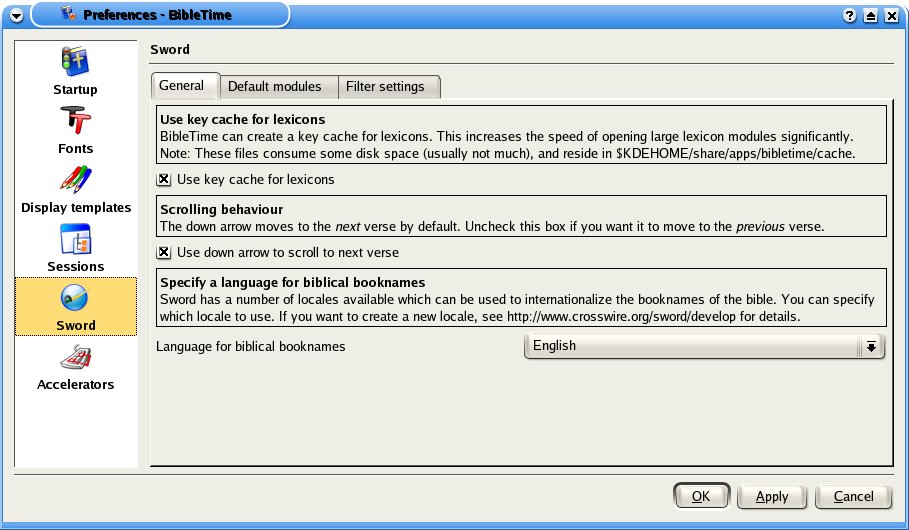 Preferences - BibleTime
Startup
Fonts
Display templates
Sessions
Sword
Accelerators
Sword
General
Default modules
Filter settings
Use key cache for lexicons
BibleTime can create a key cache for lexicons. This increases the speed of opening large lexicon modules significantly.
Note: These files consume some disk space (usually not much), and reside in $KDEHOME/share/apps/bibletime/cache.
Use key cache for lexicons
Scrolling behaviour
The down arrow moves to the next verse by default. Uncheck this box if you want it to move to the previous verse.
Use down arrow to scroll to next verse
Specify a language for biblical booknames
Sword has a number of locales available which can be used to internationalize the booknames of the bible. You can specify
which locale to use. If you want to create a new locale, see http://www.crosswire.org/sword/develop for details.
Language for biblical booknames
English
OK
Apply
Cancel